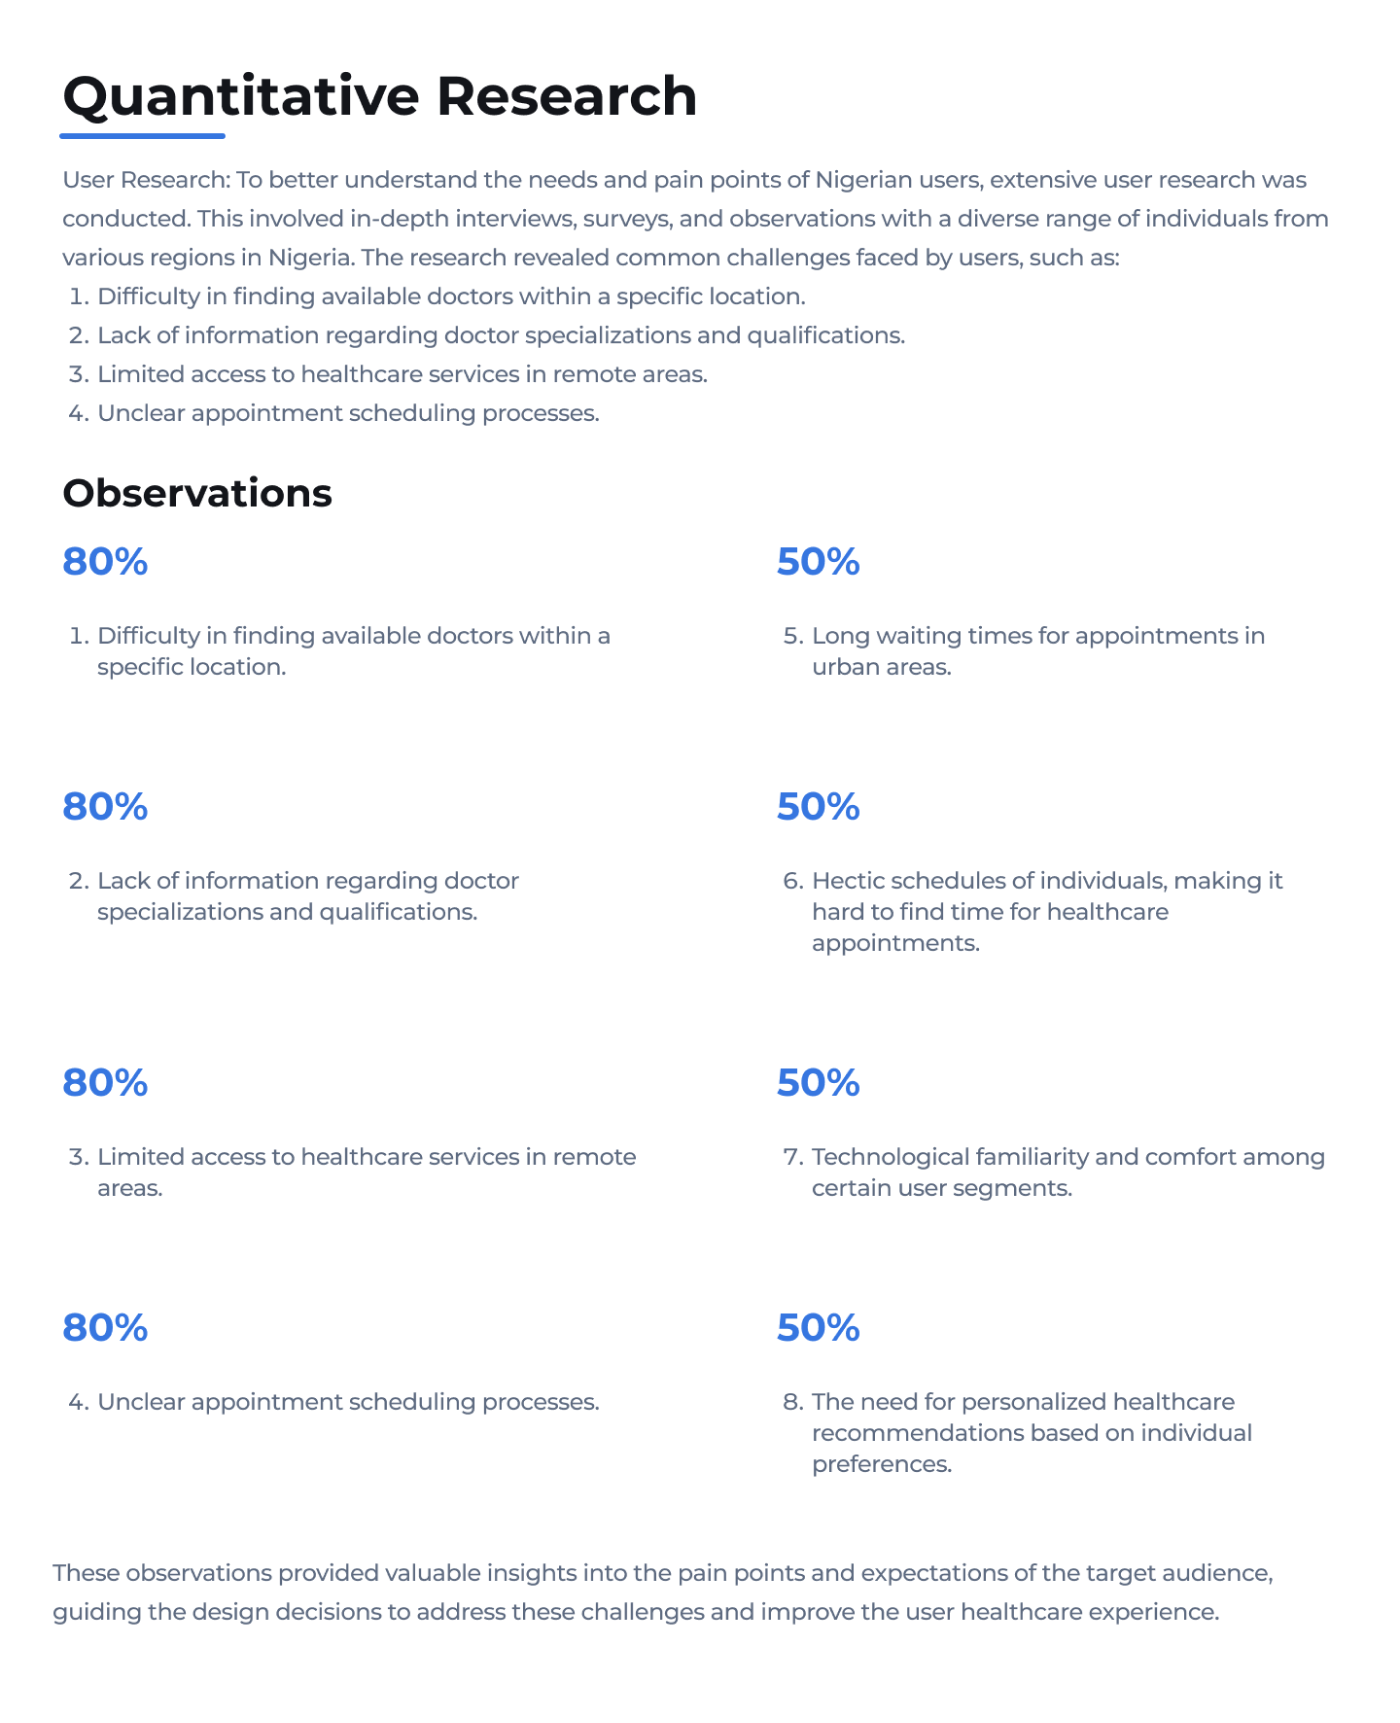 Quantitative Research
User Research: To better understand the needs and pain points of Nigerian users, extensive user research was
conducted. This involved in-depth interviews, surveys, and observations with a diverse range of individuals from
various regions in Nigeria. The research revealed common challenges faced by users, such as:
1. Difficulty in finding available doctors within a specific location.
2. Lack of information regarding doctor specializations and qualifications.
3. Limited access to healthcare services in remote areas.
4. Unclear appointment scheduling processes.
Observations
80%
1. Difficulty in finding available doctors within a
specific location.
80%
2. Lack of information regarding doctor
specializations and qualifications.
80%
3. Limited access to healthcare services in remote
areas.
80%
4. Unclear appointment scheduling processes.
50%
5. Long waiting times for appointments in
urban areas.
50%
6. Hectic schedules of individuals, making it
hard to find time for healthcare
appointments.
50%
7. Technological familiarity and comfort among
certain user segments.
50%
8. The need for personalized healthcare
recommendations based on individual
preferences.
These observations provided valuable insights into the pain points and expectations of the target audience,
guiding the design decisions to address these challenges and improve the user healthcare experience.